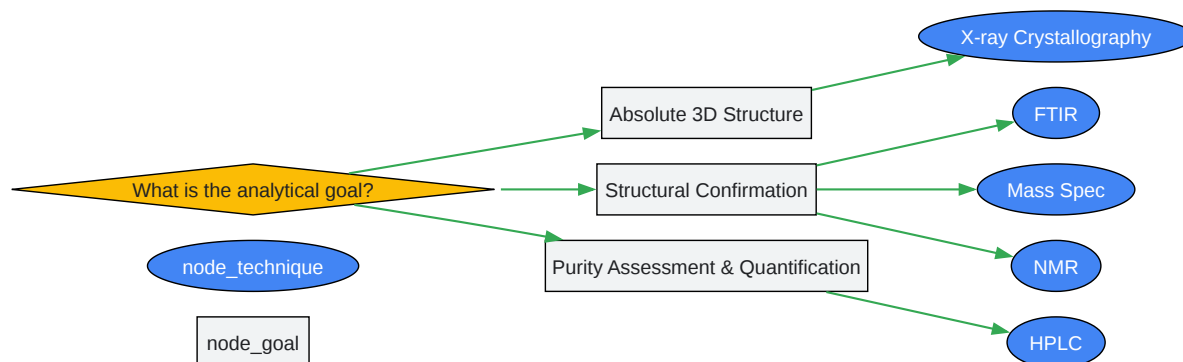 X-ray Crystallography
Absolute 3D Structure
FTIR
What is the analytical goal?
Structural Confirmation
Mass Spec
node_technique
Purity Assessment & Quantification
NMR
node_goal
HPLC